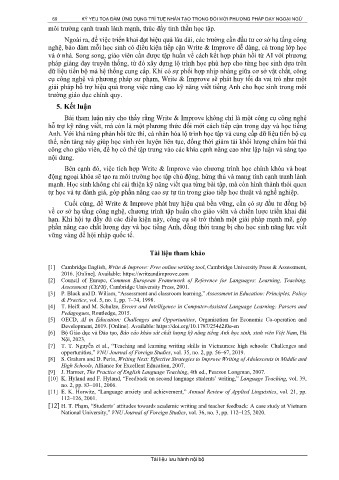 60 KỶ YẾU TỌA ĐÀM ỨNG DỤNG TRÍ TUỆ NHÂN TẠO TRONG ĐỔI MỚI PHƯƠNG PHÁP DẠY NGOẠI NGỮ
môi trường cạnh tranh lành mạnh, thúc đẩy tinh thần học tập.
Ngoài ra, để việc triển khai đạt hiệu quả lâu dài, các trường cần đầu tư cơ sở hạ tầng công
nghệ, bảo đảm mỗi học sinh có điều kiện tiếp cận Write & Improve dễ dàng, cả trong lớp học
và ở nhà. Song song, giáo viên cần được tập huấn về cách kết hợp phản hồi từ AI với phương
pháp giảng dạy truyền thống, từ đó xây dựng lộ trình học phù hợp cho từng học sinh dựa trên
dữ liệu tiến bộ mà hệ thống cung cấp. Khi có sự phối hợp nhịp nhàng giữa cơ sở vật chất, công
cụ công nghệ và phương pháp sư phạm, Write & Improve sẽ phát huy tối đa vai trò như một
giải pháp hỗ trợ hiệu quả trong việc nâng cao kỹ năng viết tiếng Anh cho học sinh trong môi
trường giáo dục chính quy.
5. Kết luận
Bài tham luận này cho thấy rằng Write & Improve không chỉ là một công cụ công nghệ
hỗ trợ kỹ năng viết, mà còn là một phương thức đổi mới cách tiếp cận trong dạy và học tiếng
Anh. Với khả năng phản hồi tức thì, cá nhân hóa lộ trình học tập và cung cấp dữ liệu tiến bộ cụ
thể, nền tảng này giúp học sinh rèn luyện liên tục, đồng thời giảm tải khối lượng chấm bài thủ
công cho giáo viên, để họ có thể tập trung vào các khía cạnh nâng cao như lập luận và sáng tạo
nội dung.
Bên cạnh đó, việc tích hợp Write & Improve vào chương trình học chính khóa và hoạt
động ngoại khóa sẽ tạo ra môi trường học tập chủ động, hứng thú và mang tính cạnh tranh lành
mạnh. Học sinh không chỉ cải thiện kỹ năng viết qua từng bài tập, mà còn hình thành thói quen
tự học và tự đánh giá, góp phần nâng cao sự tự tin trong giao tiếp học thuật và nghề nghiệp.
Cuối cùng, để Write & Improve phát huy hiệu quả bền vững, cần có sự đầu tư đồng bộ
về cơ sở hạ tầng công nghệ, chương trình tập huấn cho giáo viên và chiến lược triển khai dài
hạn. Khi hội tụ đầy đủ các điều kiện này, công cụ sẽ trở thành một giải pháp mạnh mẽ, góp
phần nâng cao chất lượng dạy và học tiếng Anh, đồng thời trang bị cho học sinh năng lực viết
vững vàng để hội nhập quốc tế.
Tài liệu tham khảo
[1] Cambridge English, Write & Improve: Free online writing tool, Cambridge University Press & Assessment,
2016. [Online]. Available: https://writeandimprove.com
[2] Council of Europe, Common European Framework of Reference for Languages: Learning, Teaching,
Assessment (CEFR), Cambridge University Press, 2001.
[3] P. Black and D. Wiliam, “Assessment and classroom learning,” Assessment in Education: Principles, Policy
& Practice, vol. 5, no. 1, pp. 7–74, 1998.
[4] T. Heift and M. Schulze, Errors and Intelligence in Computer-Assisted Language Learning: Parsers and
Pedagogues, Routledge, 2015.
[5] OECD, AI in Education: Challenges and Opportunities, Organization for Economic Co-operation and
Development, 2019. [Online]. Available: https://doi.org/10.1787/25422f0e-en
[6] Bộ Giáo dục và Đào tạo, Báo cáo khảo sát chất lượng kỹ năng tiếng Anh học sinh, sinh viên Việt Nam, Hà
Nội, 2023.
[7] T. T. Nguyễn et al., “Teaching and learning writing skills in Vietnamese high schools: Challenges and
opportunities,” VNU Journal of Foreign Studies, vol. 35, no. 2, pp. 56–67, 2019.
[8] S. Graham and D. Perin, Writing Next: Effective Strategies to Improve Writing of Adolescents in Middle and
High Schools, Alliance for Excellent Education, 2007.
[9] J. Harmer, The Practice of English Language Teaching, 4th ed., Pearson Longman, 2007.
[10] K. Hyland and F. Hyland, “Feedback on second language students’ writing,” Language Teaching, vol. 39,
no. 2, pp. 83–101, 2006.
[11] E. K. Horwitz, “Language anxiety and achievement,” Annual Review of Applied Linguistics, vol. 21, pp.
112–126, 2001.
[12] H. T. Phạm, “Students’ attitudes towards academic writing and teacher feedback: A case study at Vietnam
National University,” VNU Journal of Foreign Studies, vol. 36, no. 3, pp. 112–125, 2020.
Tài liệu lưu hành nội bộ